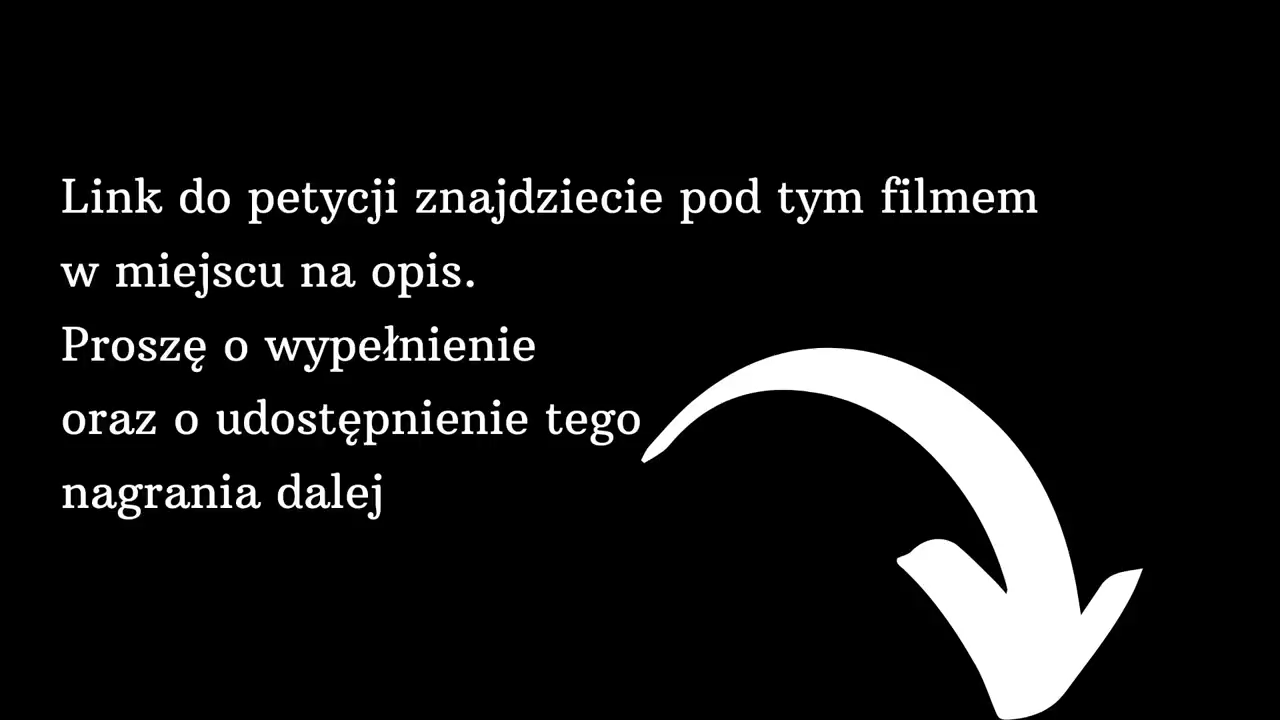 Link do petycji znajdziecie pod tym filmem
w miejscu na opis.
Proszę o wypełnienie
oraz o udostępnienie tego
nagrania dalej